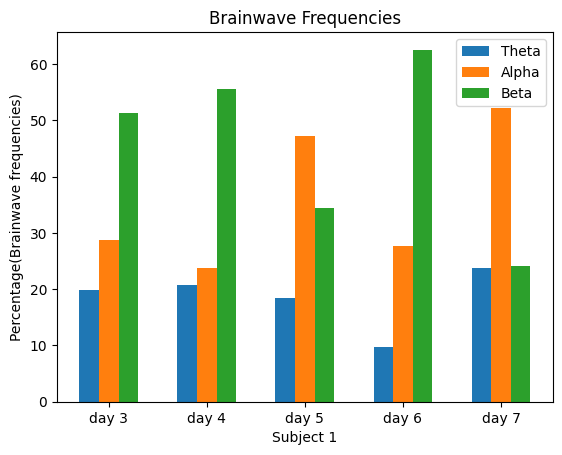 Brainwave Frequencies
Theta
Alpha
Beta
Percentage(Brainwave frequencies)
60
50
40
30
20
10
0
day 3 day 4 day 5 day 6 day 7
Subject 1